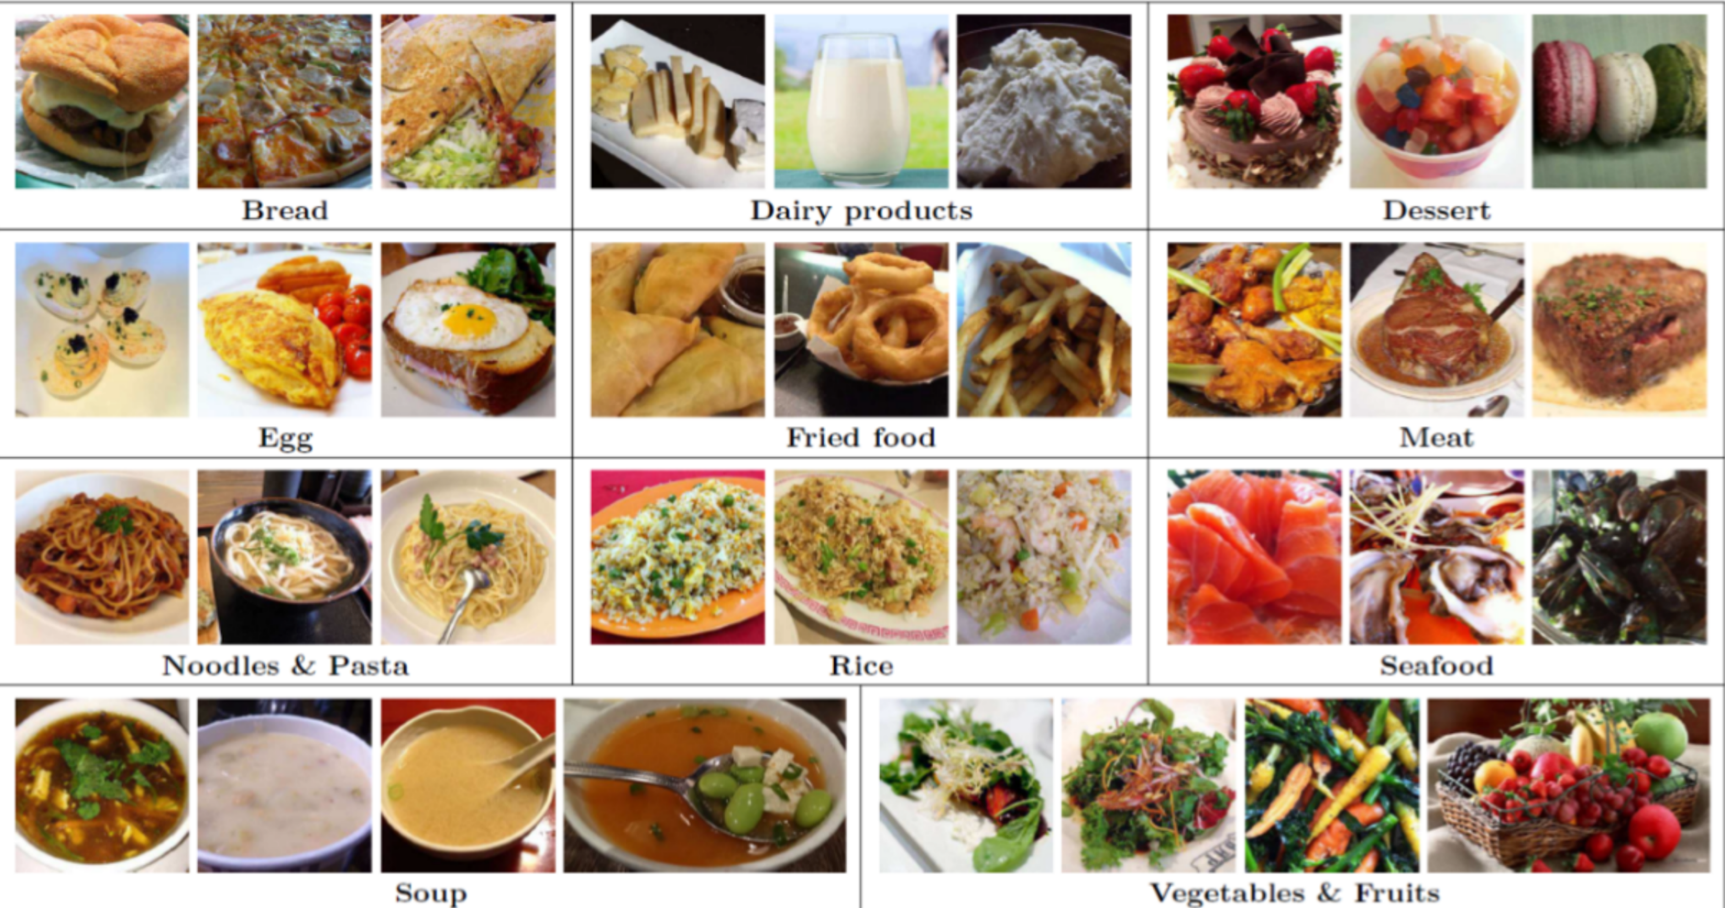 Bread
Dairy products
Dessert
Egg
Fried food
Meat
Noodles & Pasta
Rice
Seafood
Soup
Vegetables & Fruits